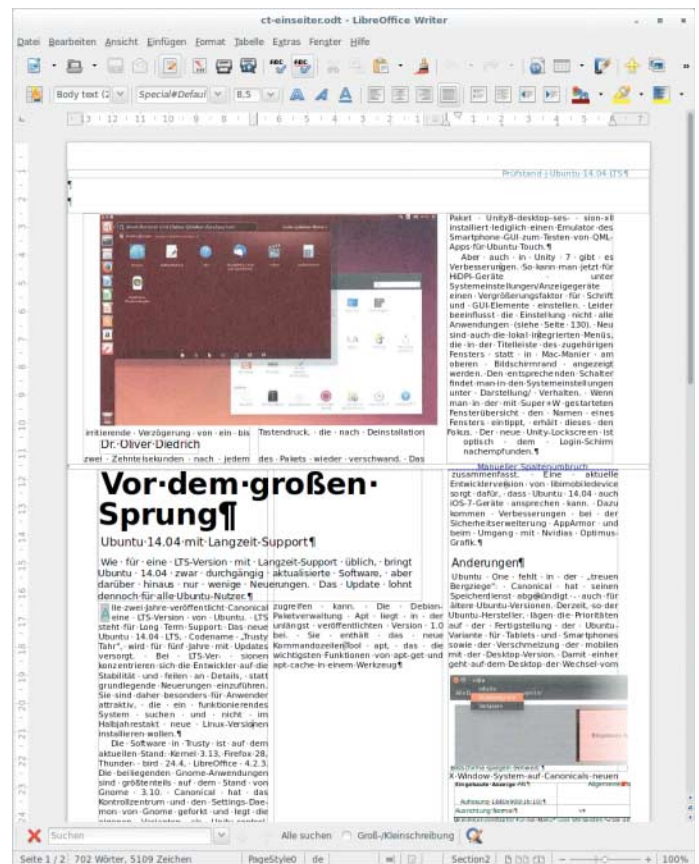 ct-einseiter.odt - LibreOffice Writer
Datei Bearbeiten Ansicht Einfügen Format Tabelle Extras Fenster Hilfe
Body text (2 Special#Defaul 8.5
Prüfstand | Ubuntu·14.04·LTS¶
¶
¶
irritierende · Verzögerung · von · ein · bis
Dr.·Oliver·Diedrich
zwei · Zehntelsekunden · nach · jedem
Tastendruck, · die · nach · Deinstallation
des · Pakets · wieder · verschwand. · Das
Paket · Unity8-desktop-ses- · sion-xll
installiert·lediglich·einen·Emulator·des
Smartphone-GUI·zum·Testen·von·QML-
Apps·für·Ubuntu·Touch.¶
Aber · auch · in · Unity · 7 · gibt · es
Verbesserungen.·So·kann·man·jetzt·für
HiDPI-Geräte · unter
Systemeinstellungen/Anzeigegeräte
einen·Vergrößerungsfaktor·für·Schrift
und · GUI-Elemente · einstellen. · Leider
beeinflusst·die·Einstellung·nicht·alle
Anwendungen·(siehe·Seite·130).·Neu
sind·auch·die·lokal·integrierten·Menüs,
die·in·der·Titelleiste·des·zugehörigen
Fensters · statt · in · Mac-Manier · am
oberen · Bildschirmrand · angezeigt
werden.·Den·entsprechenden·Schalter
findet·man·in·den·Systemeinstellungen
unter·Darstellung/·Verhalten.·Wenn
man·in·der·mit·Super+W·gestarteten
Fensterübersicht·den·Namen·eines
Fensters·eintippt,·erhält·dieses·den
Fokus.·Der·neue·Unity-Lockscreen·ist
optisch · dem · Login-Schirm
nachempfunden.¶
Manueller Spaltenumbruch
Vor·dem·großen·
Sprung¶
Ubuntu·14.04·mit·Langzeit-Support¶
Wie · für · eine · LTS-Version · mit · Langzeit-Support · üblich, · bringt
Ubuntu · 14.04 · zwar · durchgängig · aktualisierte · Software, · aber
darüber · hinaus · nur · wenige · Neuerungen. · Das · Update · lohnt
dennoch·für·alle·Ubuntu-Nutzer.¶
Alle·zwei·Jahre·veröffentlicht·Canonical
eine·LTS-Version·von·Ubuntu.·LTS
steht·für·Long·Term·Support:·Das·neue
Ubuntu·14.04·LTS,·Codename·„Trusty
Tahr",·wird·für·fünf·Jahre·mit·Updates
versorgt. · Bei · LTS-Ver- · sionen
konzentrieren·sich·die·Entwickler·auf·die
Stabilität·und·feilen·an·Details,·statt
grundlegende·Neuerungen·einzuführen.
Sie·sind·daher·besonders·für·Anwender
attraktiv, · die · ein · funktionierendes
System · suchen · und · nicht · im
Halbjahrestakt · neue · Linux-Versionen
installieren·wollen.¶
Die·Software·in·Trusty·ist·auf·dem
aktuellen·Stand:·Kernel·3.13,·Firefox·28,
Thunder- · bird · 24.4, · LibreOffice · 4.2.3.
Die·beiliegenden·Gnome-Anwendungen
sind·größtenteils·auf·dem·Stand·von
Gnome · 3.10. · Canonical · hat · das
Kontrollzentrum·und·den·Settings-Dae-
mon·von·Gnome·geforkt·und·legt·die
zugreifen · kann. · Die · Debian-
Paketverwaltung · Apt · liegt · in · der
unlängst·veröffentlichten·Version·1.0
bei. · Sie · enthält · das · neue
KommandozeilenTool · apt, · das · die
wichtigsten·Funktionen·von·apt-get·und
apt-cache·in·einem·Werkzeug¶
zusammenfasst. · Eine · aktuelle
Entwicklerversion·von·libimobiledevice
sorgt·dafür,·dass·Ubuntu·14.04·auch
iOS-7-Geräte·ansprechen·kann.·Dazu
kommen · Verbesserungen · bei · der
Sicherheitserweiterung·AppArmor·und
beim·Umgang·mit·Nvidias·Optimus-
Grafik.¶
Änderungen¶
Ubuntu·One·fehlt·in·der·„treuen
Bergziege":·Canonical·hat·seinen
Speicherdienst·abgekündigt·-·auch·für
ältere·Ubuntu-Versionen.·Derzeit,·so·der
Ubuntu-Hersteller,·lägen·die·Prioritäten
auf·der·Fertigstellung·der·Ubuntu-
Variante·für·Tablets·und·Smartphones
sowie·der·Verschmelzung·der·mobilen
mit·der·Desktop-Version.·Damit·einher
geht·auf·dem·Desktop·der·Wechsel·vom
X-Window-System·auf·Canonicals·neuen
Eingebaute·Anzeige
Auflösung
Ausrichtung Normal
Suchen Alle suchen Groß-/Kleinschreibung
Seite 1 / 2 702 Wörter, 5109 Zeichen PageStyle0 de Section2 100%